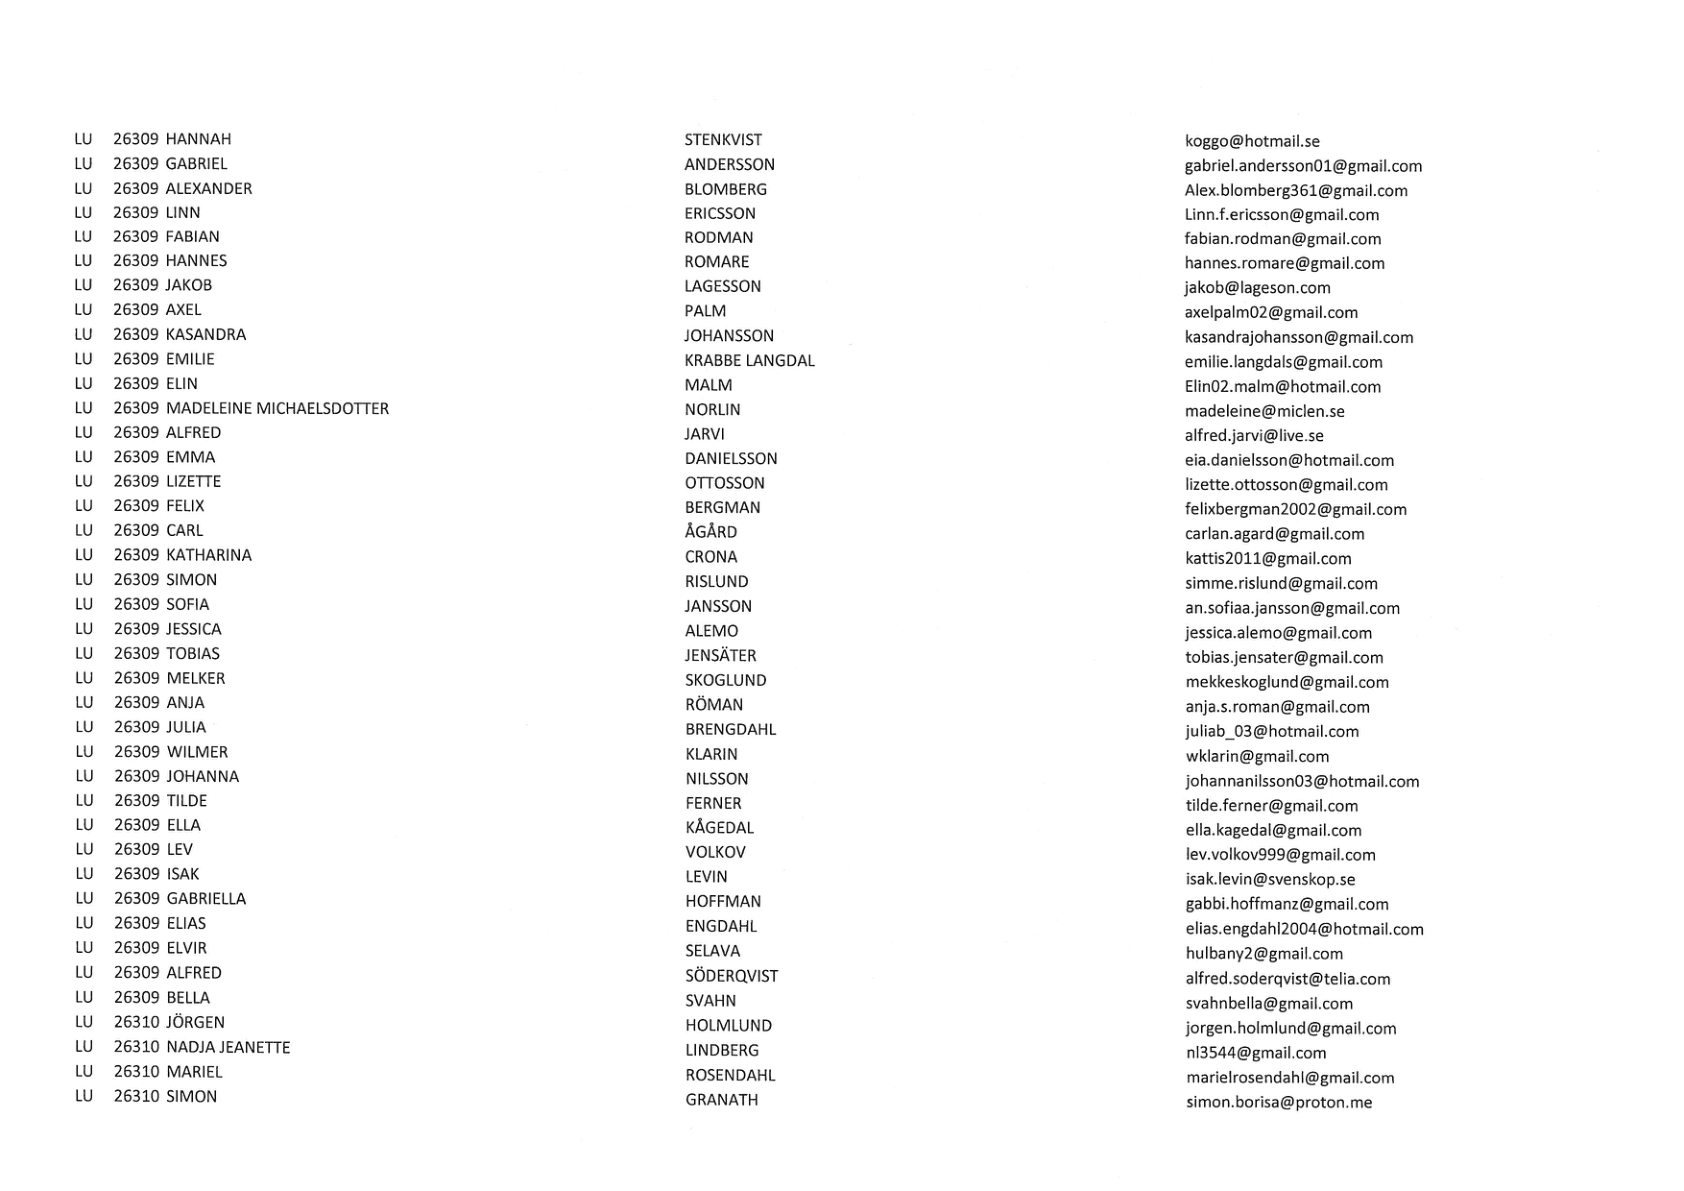 LU 26309 HANNAH STENKVIST koggo@hotmail.se
LU 26309 GABRIEL ANDERSSON gabriel.andersson01@gmail.com
LU 26309 ALEXANDER BLOMBERG Alex.blomberg361@gmail.com
LU 26309 LINN ERICSSON Linn.f.ericsson@gmail.com
LU 26309 FABIAN RODMAN fabian.rodman@gmail.com
LU 26309 HANNES ROMARE hannes.romare@gmail.com
LU 26309 JAKOB LAGESSON jakob@lageson.com
LU 26309 AXEL PALM axelpalm02@gmail.com
LU 26309 KASANDRA JOHANSSON kasandrajohansson@gmail.com
LU 26309 EMILIE KRABBE LANGDAL emilie.langdals@gmail.com
LU 26309 ELIN MALM Elin02.malm@hotmail.com
LU 26309 MADELEINE MICHAELSDOTTER NORLIN madeleine@miclen.se
LU 26309 ALFRED JARVI alfred.jarvi@live.se
LU 26309 EMMA DANIELSSON eia.danielsson@hotmail.com
LU 26309 LIZETTE OTTOSSON lizette.ottosson@gmail.com
LU 26309 FELIX BERGMAN felixbergman2002@gmail.com
LU 26309 CARL ÅGÅRD carlan.agard@gmail.com
LU 26309 KATHARINA CRONA kattis2011@gmail.com
LU 26309 SIMON RISLUND simme.rislund@gmail.com
LU 26309 SOFIA JANSSON an.sofiaa.jansson@gmail.com
LU 26309 JESSICA ALEMO jessica.alemo@gmail.com
LU 26309 TOBIAS JENSÄTER tobias.jensater@gmail.com
LU 26309 MELKER SKOGLUND mekkeskoglund@gmail.com
LU 26309 ANJA RÖMAN anja.s.roman@gmail.com
LU 26309 JULIA BRENGDAHL juliab_03@hotmail.com
LU 26309 WILMER KLARIN wklarin@gmail.com
LU 26309 JOHANNA NILSSON johannanilsson03@hotmail.com
LU 26309 TILDE FERNER tilde.ferner@gmail.com
LU 26309 ELLA KÅGEDAL ella.kagedal@gmail.com
LU 26309 LEV VOLKOV lev.volkov999@gmail.com
LU 26309 ISAK LEVIN isak.levin@svenskop.se
LU 26309 GABRIELLA HOFFMAN gabbi.hoffmanz@gmail.com
LU 26309 ELIAS ENGDAHL elias.engdahl2004@hotmail.com
LU 26309 ELVIR SELAVA hulbany2@gmail.com
LU 26309 ALFRED SÖDERQVIST alfred.soderqvist@telia.com
LU 26309 BELLA SVAHN svahnbella@gmail.com
LU 26310 JÖRGEN HOLMLUND jorgen.holmlund@gmail.com
LU 26310 NADJA JEANETTE LINDBERG nl3544@gmail.com
LU 26310 MARIEL ROSENDAHL marielrosendahl@gmail.com
LU 26310 SIMON GRANATH simon.borisa@proton.me